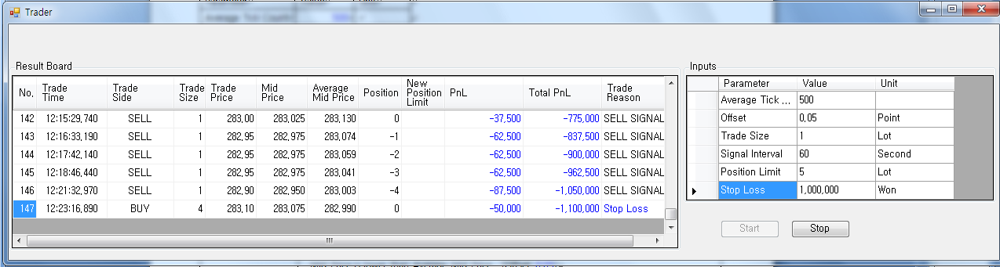 Average Tick Count
500
Trader
Result Board
Inputs
No. Trade Time Trade Side Trade Size Trade Price Mid Price Average Mid Price Position New Position Limit PnL Total PnL Trade Reason
142 12:15:29,740 SELL 1 283,00 283,025 283,130 0 -37,500 -775,000 SELL SIGNAL
143 12:16:33,190 SELL 1 282,95 282,975 283,074 -1 -62,500 -837,500 SELL SIGNAL
144 12:17:42,140 SELL 1 282,95 282,975 283,059 -2 -62,500 -900,000 SELL SIGNAL
145 12:18:46,440 SELL 1 282,95 282,975 283,041 -3 -62,500 -962,500 SELL SIGNAL
146 12:21:32,970 SELL 1 282,90 282,950 283,003 -4 -87,500 -1,050,000 SELL SIGNAL
147 12:23:16,890 BUY 4 283,10 283,075 282,990 0 -50,000 -1,100,000 Stop Loss
Parameter Value Unit
Average Tick ... 500
Offset 0,05 Point
Trade Size 1 Lot
Signal Interval 60 Second
Position Limit 5 Lot
Stop Loss 1,000,000 Won
Start Stop